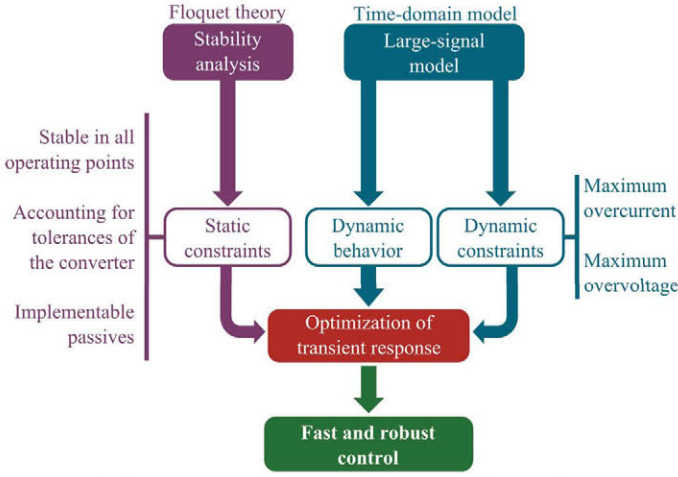 Floquet theory
Stability
analysis
Time-domain model
Large-signal
model
Stable in all
operating points
Accounting for
tolerances of
the converter
Implementable
passives
Static
constraints
Dynamic
behavior
Dynamic
constraints
Maximum
overcurrent
Maximum
overvoltage
Optimization of
transient response
Fast and robust
control